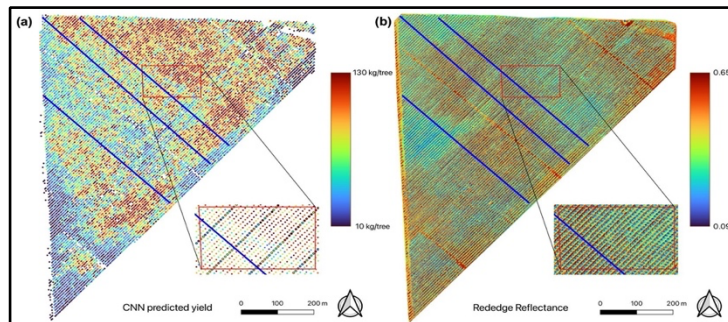 (a)
130 kg/tree
10 kg/tree
CNN predicted yield
0 100 200 m
(b)
0.65
0.09
Rededge Reflectance
0 100 200 m